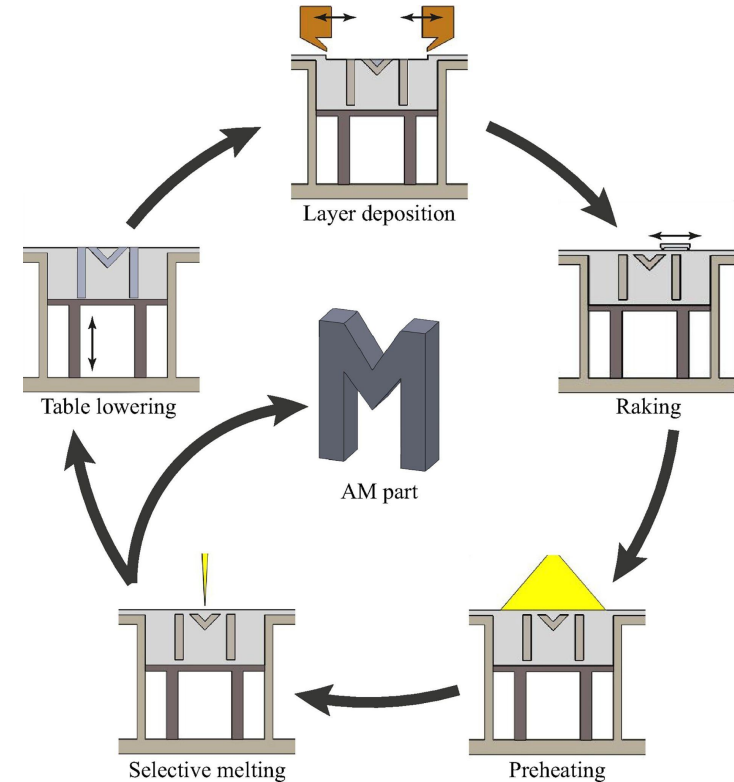 Layer deposition
Table lowering
Raking
AM part
Selective melting
Preheating